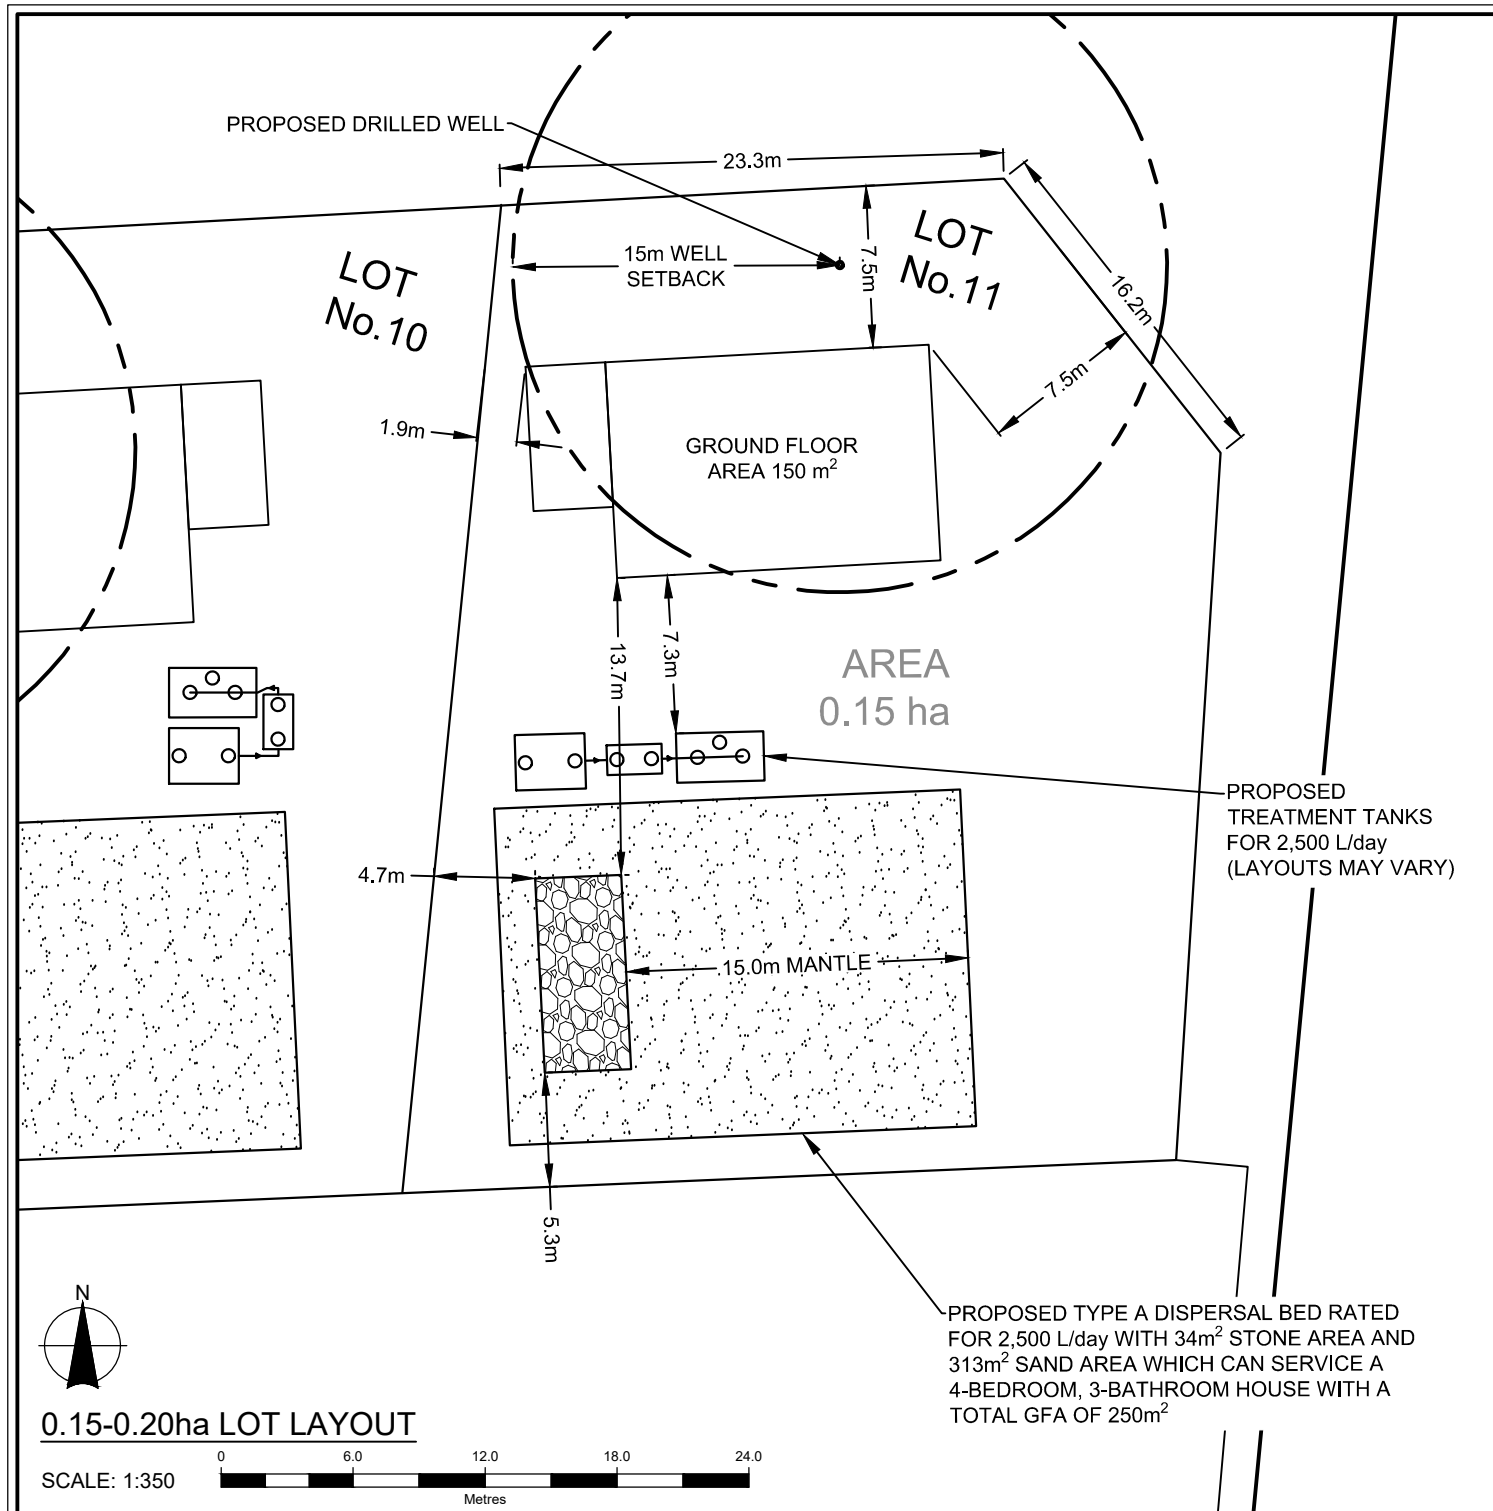 PROPOSED DRILLED WELL
23.3m
LOT
No.10
15m WELL
SETBACK
7.5m
LOT
No.11
16.2m
7.5m
1.9m
GROUND FLOOR
AREA 150 m²
13.7m
7.3m
AREA
0.15 ha
PROPOSED
TREATMENT TANKS
FOR 2,500 L/day
(LAYOUTS MAY VARY)
4.7m
15.0m MANTLE
5.3m
PROPOSED TYPE A DISPERSAL BED RATED
FOR 2,500 L/day WITH 34m² STONE AREA AND
313m² SAND AREA WHICH CAN SERVICE A
4-BEDROOM, 3-BATHROOM HOUSE WITH A
TOTAL GFA OF 250m²
N
0.15-0.20ha LOT LAYOUT
SCALE: 1:350
0 6.0 12.0 18.0 24.0
Metres